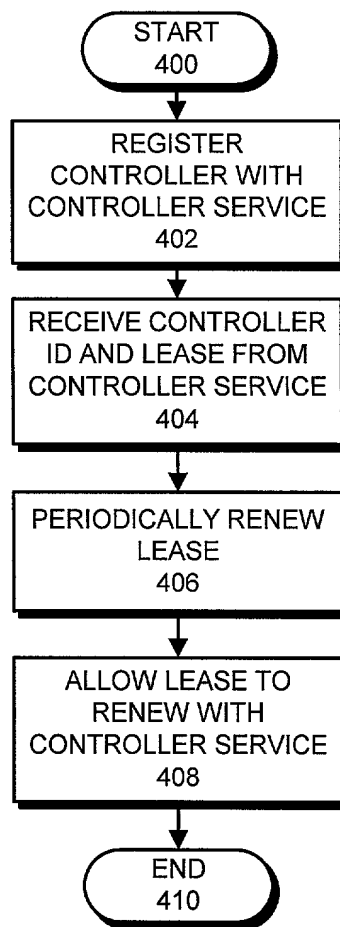 START
400
REGISTER
CONTROLLER WITH
CONTROLLER SERVICE
402
RECEIVE CONTROLLER
ID AND LEASE FROM
CONTROLLER SERVICE
404
PERIODICALLY RENEW
LEASE
406
ALLOW LEASE TO
RENEW WITH
CONTROLLER SERVICE
408
END
410